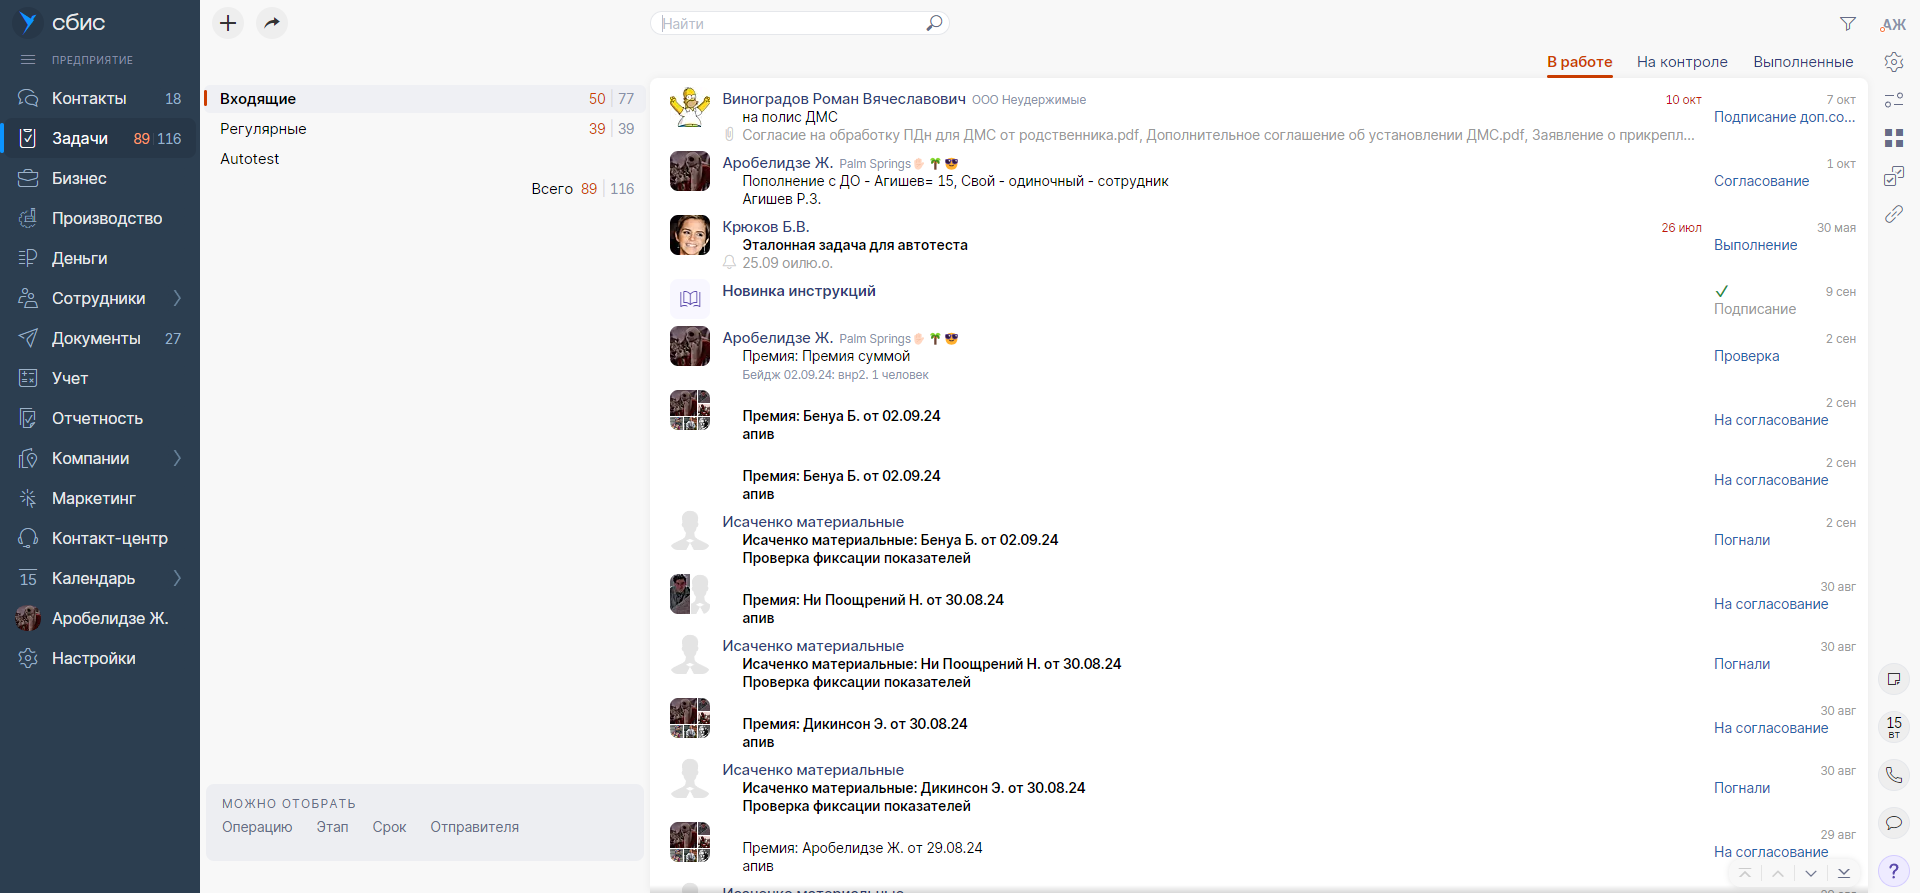 сбис
ПРЕДПРИЯТИЕ
Контакты 18
Задачи 89 116
Бизнес
Производство
Деньги
Сотрудники
Документы 27
Учет
Отчетность
Компании
Маркетинг
Контакт-центр
15 Календарь
Аробелидзе Ж.
Настройки
Найти
Входящие 50 77
Регулярные 39 39
Autotest
Всего 89 116
МОЖНО ОТОБРАТЬ
Операцию Этап Срок Отправителя
В работе На контроле Выполненные
Виноградов Роман Вячеславович ООО Неудержимые 10 окт 7 окт
на полис ДМС Подписание доп.со...
Согласие на обработку ПДн для ДМС от родственника.pdf, Дополнительное соглашение об установлении ДМС.pdf, Заявление о прикрепл...
Аробелидзе Ж. Palm Springs 1 окт
Пополнение с ДО - Агишев= 15, Свой - одиночный - сотрудник Согласование
Агишев Р.З.
Крюков Б.В. 26 июл 30 мая
Эталонная задача для автотеста Выполнение
25.09 оилю.о.
Новинка инструкций 9 сен
Подписание
Аробелидзе Ж. Palm Springs 2 сен
Премия: Премия суммой Проверка
Бейдж 02.09.24: внр2. 1 человек
2 сен
Премия: Бенуа Б. от 02.09.24 На согласование
апив
2 сен
Премия: Бенуа Б. от 02.09.24 На согласование
апив
Исаченко материальные 2 сен
Исаченко материальные: Бенуа Б. от 02.09.24 Погнали
Проверка фиксации показателей
30 авг
Премия: Ни Поощрений Н. от 30.08.24 На согласование
апив
Исаченко материальные 30 авг
Исаченко материальные: Ни Поощрений Н. от 30.08.24 Погнали
Проверка фиксации показателей
30 авг
Премия: Дикинсон Э. от 30.08.24 На согласование
апив
Исаченко материальные 30 авг
Исаченко материальные: Дикинсон Э. от 30.08.24 Погнали
Проверка фиксации показателей
29 авг
Премия: Аробелидзе Ж. от 29.08.24 На согласование
апив
Исаченко материальные
АЖ
15
ВТ
?